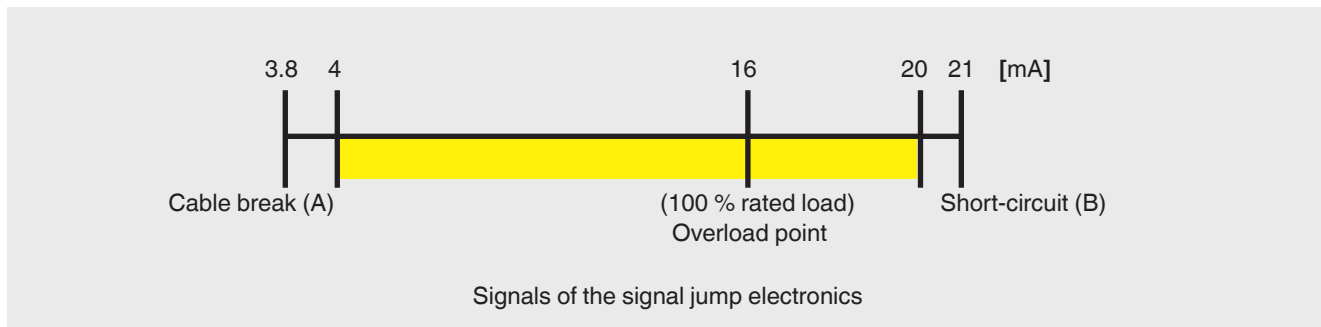 3.8 4 16 20 21 [mA]
Cable break (A) (100 % rated load) Short-circuit (B)
Overload point
Signals of the signal jump electronics